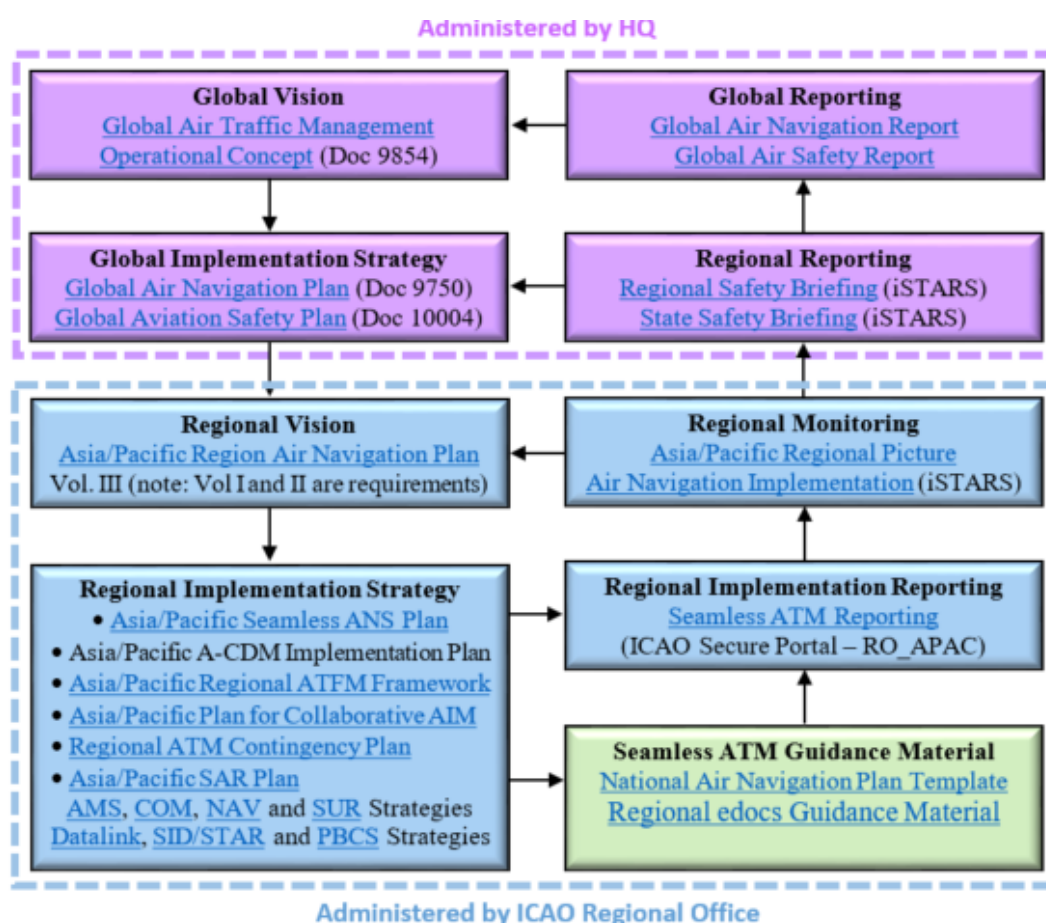 Administered by HQ
Global Vision
Global Air Traffic Management
Operational Concept (Doc 9854)
Global Reporting
Global Air Navigation Report
Global Air Safety Report
Global Implementation Strategy
Global Air Navigation Plan (Doc 9750)
Global Aviation Safety Plan (Doc 10004)
Regional Reporting
Regional Safety Briefing (iSTARS)
State Safety Briefing (iSTARS)
Regional Vision
Asia/Pacific Region Air Navigation Plan
Vol. III (note: Vol I and II are requirements)
Regional Monitoring
Asia/Pacific Regional Picture
Air Navigation Implementation (iSTARS)
Regional Implementation Strategy
• Asia/Pacific Seamless ANS Plan
• Asia/Pacific A-CDM Implementation Plan
• Asia/Pacific Regional ATFM Framework
• Asia/Pacific Plan for Collaborative AIM
• Regional ATM Contingency Plan
• Asia/Pacific SAR Plan
AMS, COM, NAV and SUR Strategies
Datalink, SID/STAR and PBCS Strategies
Regional Implementation Reporting
Seamless ATM Reporting
(ICAO Secure Portal – RO_APAC)
Seamless ATM Guidance Material
National Air Navigation Plan Template
Regional edocs Guidance Material
Administered by ICAO Regional Office